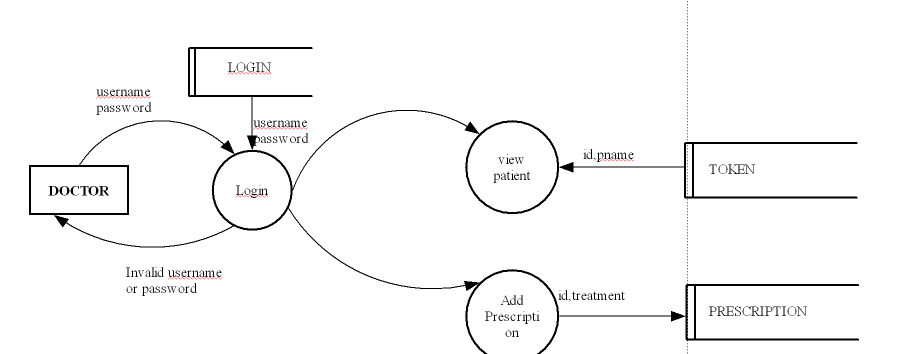 LOGIN
username
password
username
password
DOCTOR
Login
view
patient
id,pname
TOKEN
Invalid username
or password
Add
Prescripti
on
id,treatment
PRESCRIPTION